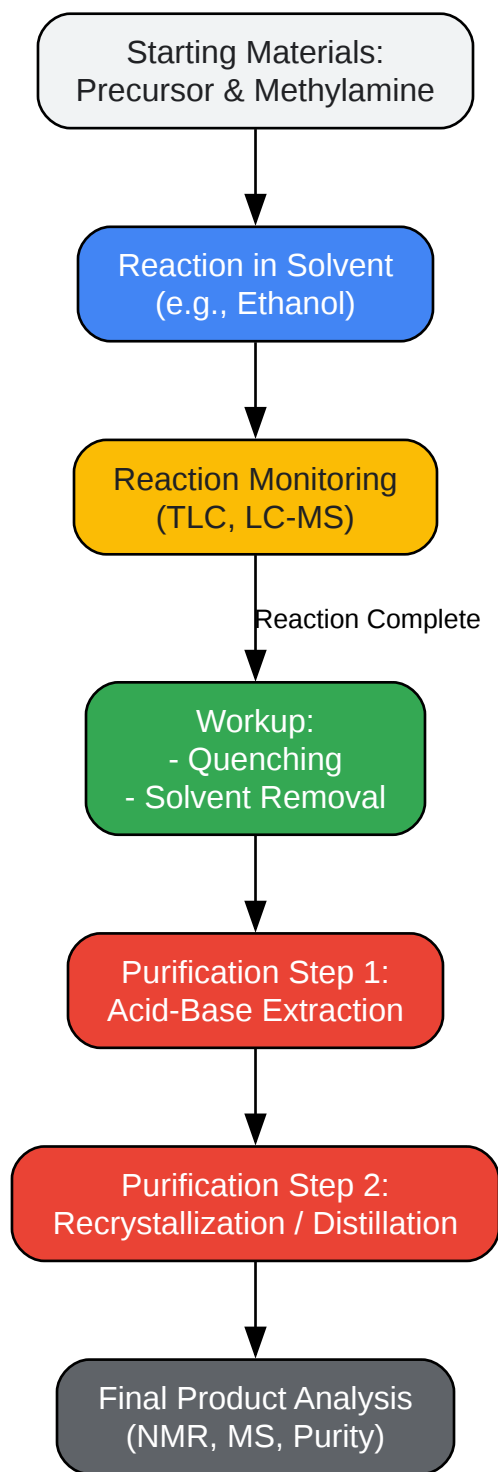 Starting Materials:
Precursor & Methylamine
Reaction in Solvent
(e.g., Ethanol)
Reaction Monitoring
(TLC, LC-MS)
Reaction Complete
Workup:
- Quenching
- Solvent Removal
Purification Step 1:
Acid-Base Extraction
Purification Step 2:
Recrystallization / Distillation
Final Product Analysis
(NMR, MS, Purity)